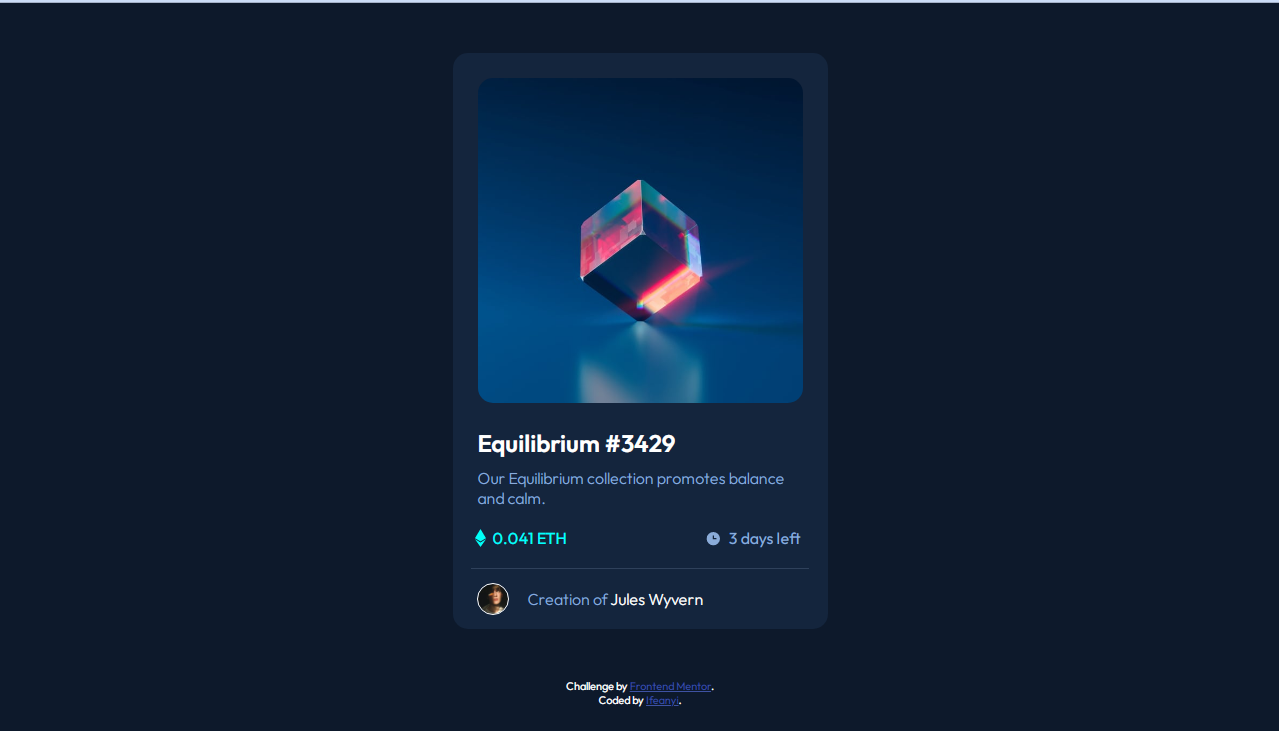 Equilibrium #3429
Our Equilibrium collection promotes balance
and calm.
0.041 ETH
3 days left
Creation of Jules Wyvern
Challenge by Frontend Mentor.
Coded by Ifeanyi.